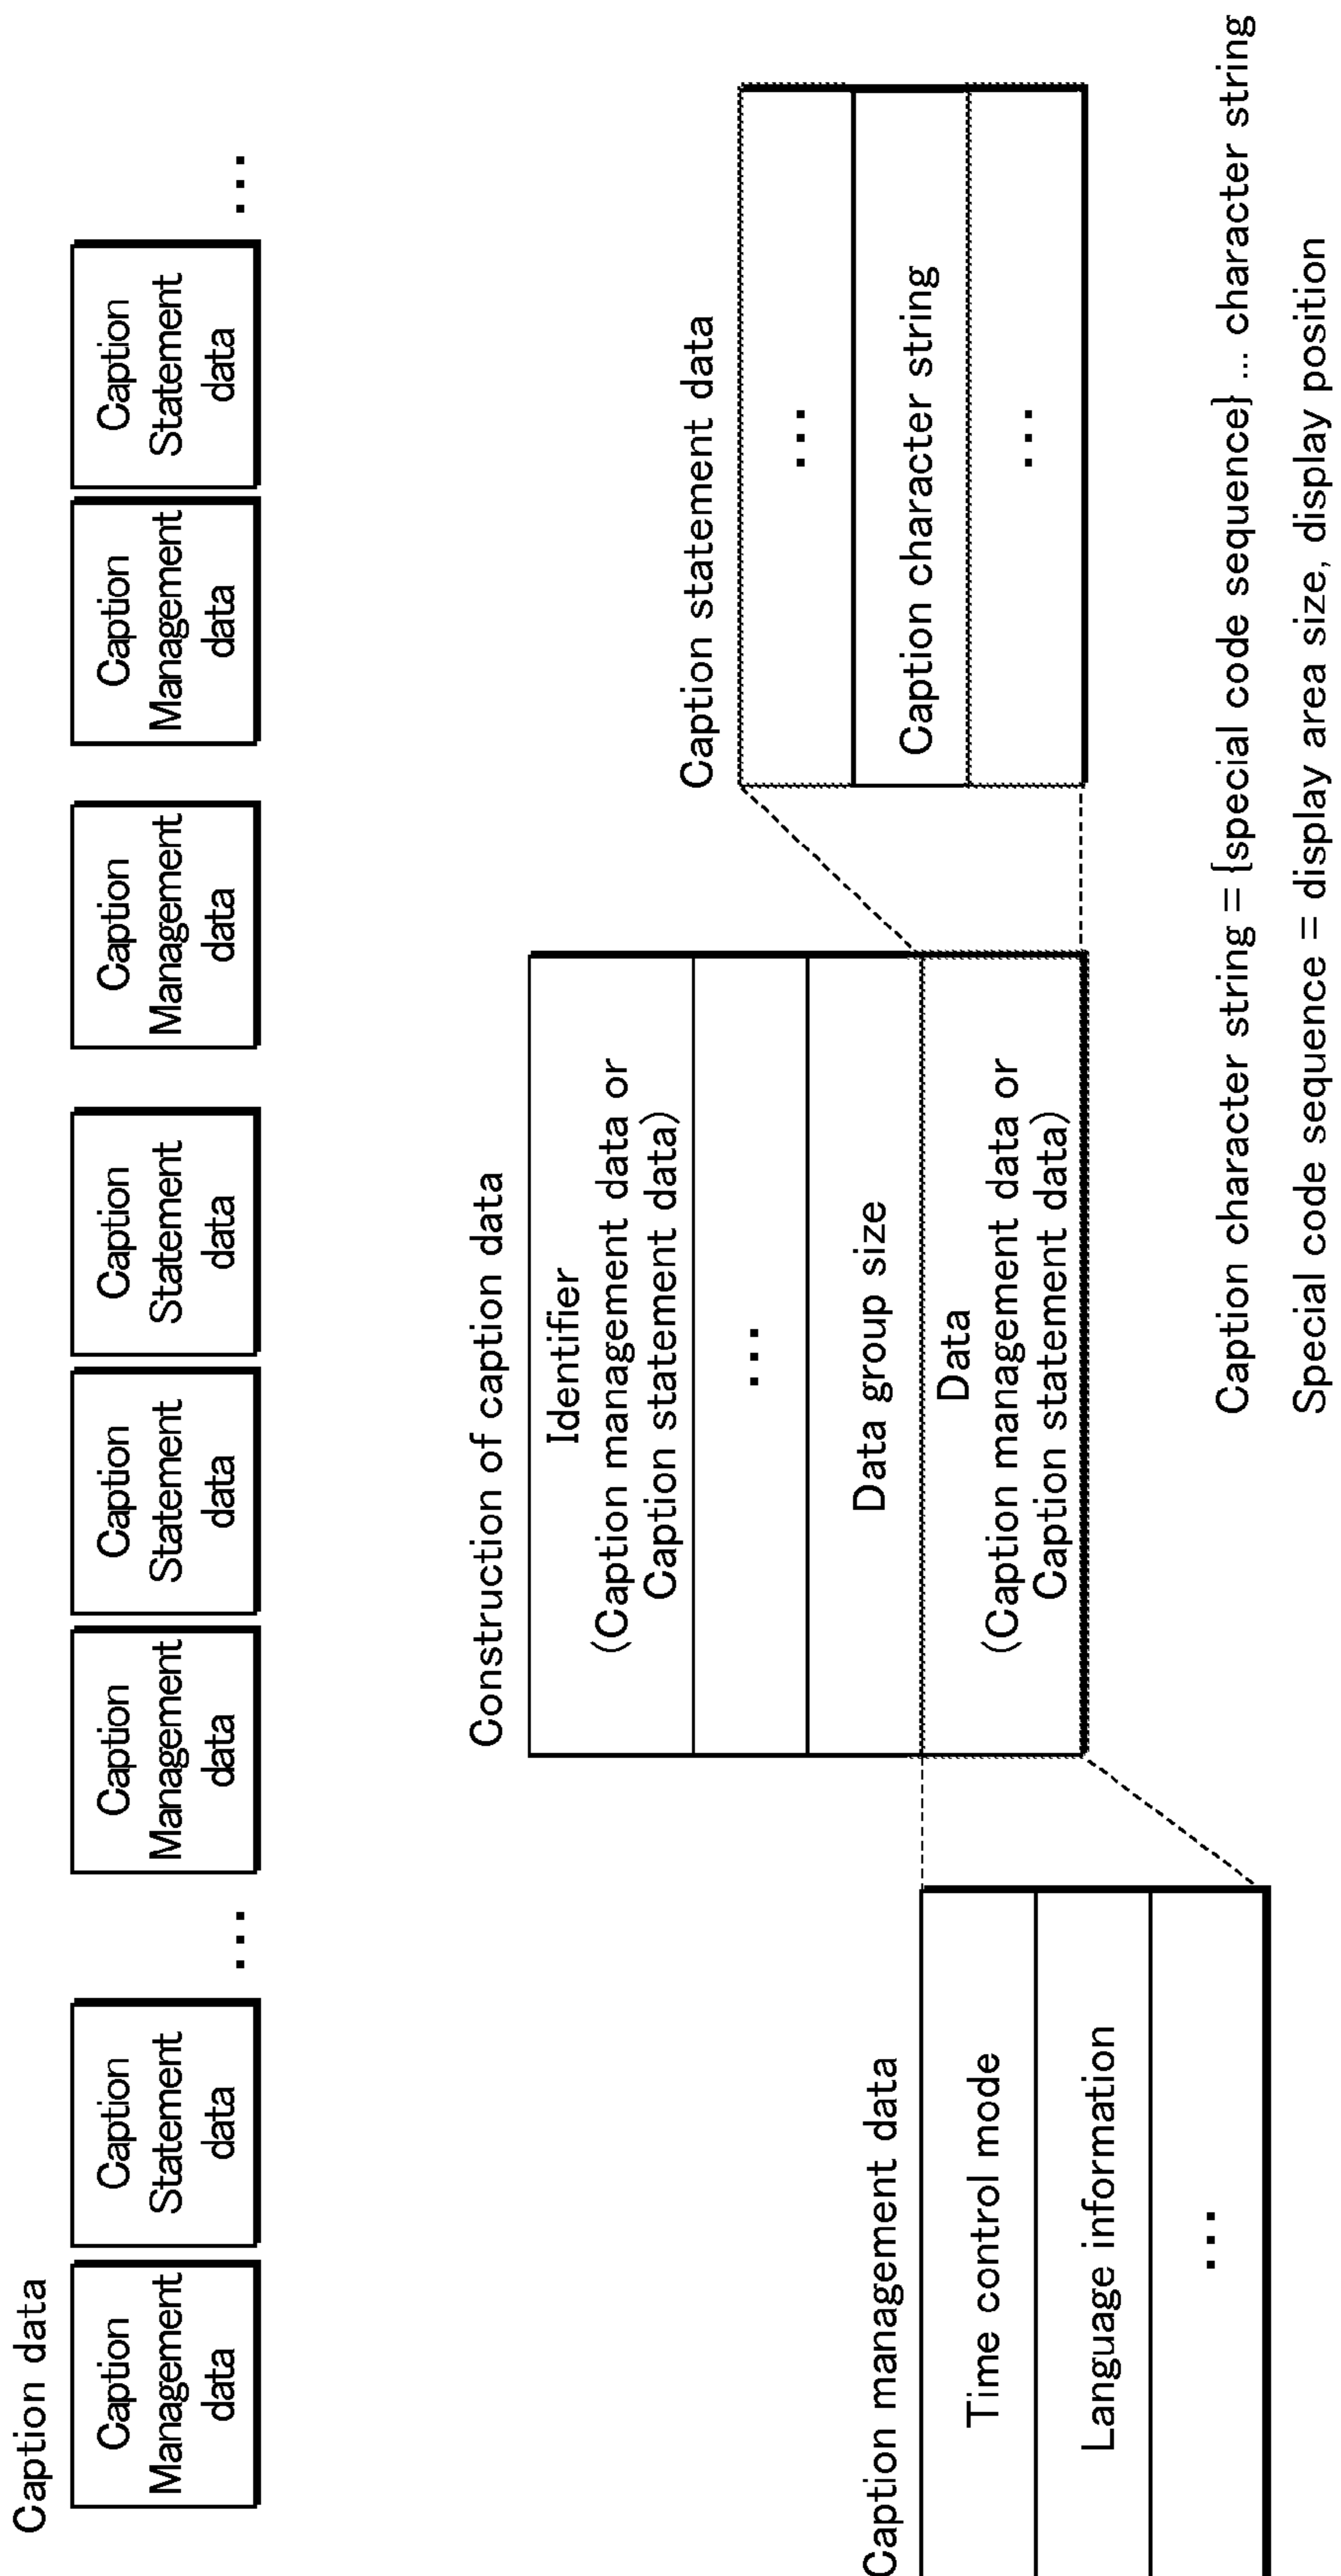 Caption data
Caption
Management
data
Caption
Statement
data
...
Caption
Management
data
Caption
Statement
data
Caption
Statement
data
Caption
Management
data
Caption
Management
data
Caption
Statement
data
...
Construction of caption data
Identifier
(Caption management data or
Caption statement data)
...
Data group size
Data
(Caption management data or
Caption statement data)
Caption management data
Time control mode
Language information
...
Caption statement data
...
Caption character string
...
Caption character string = {special code sequence} ... character string
Special code sequence = display area size, display position